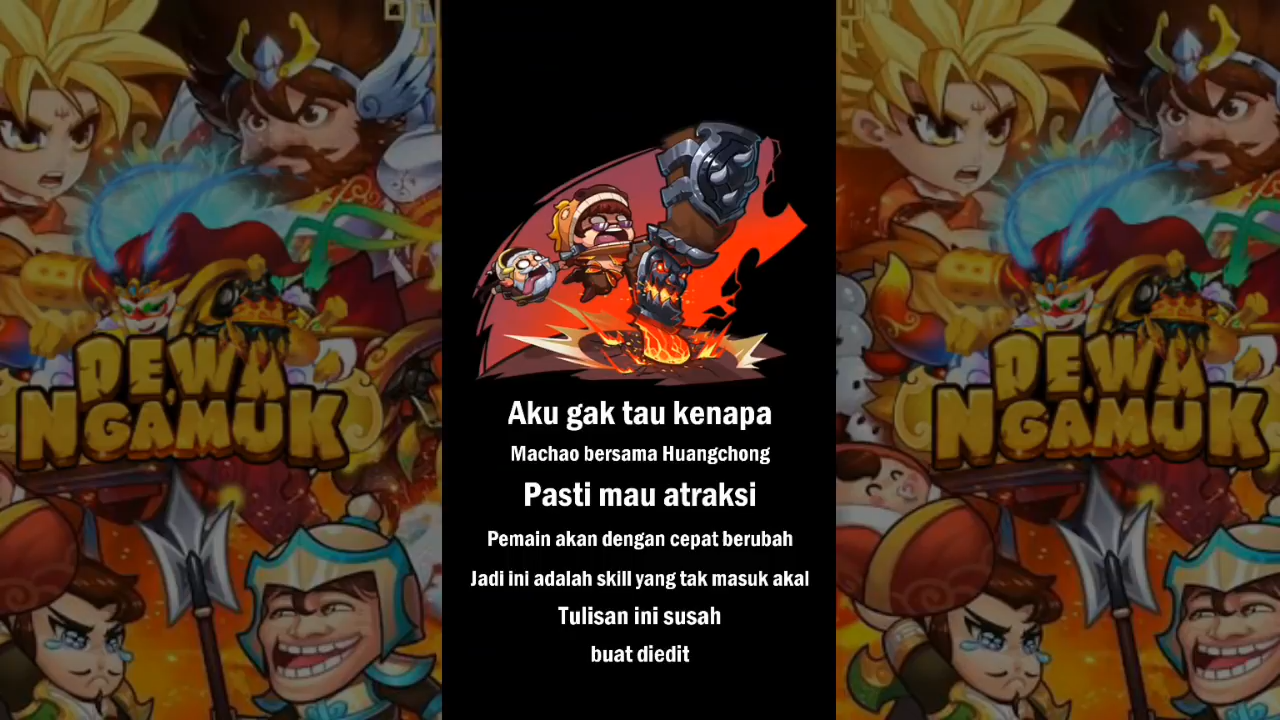 DEWA
NGAMUK
Aku gak tau kenapa
Machao bersama Huangchong
Pasti mau atraksi
Pemain akan dengan cepat berubah
Jadi ini adalah skill yang tak masuk akal
Tulisan ini susah
buat diedit
DEWA
NGAMUK